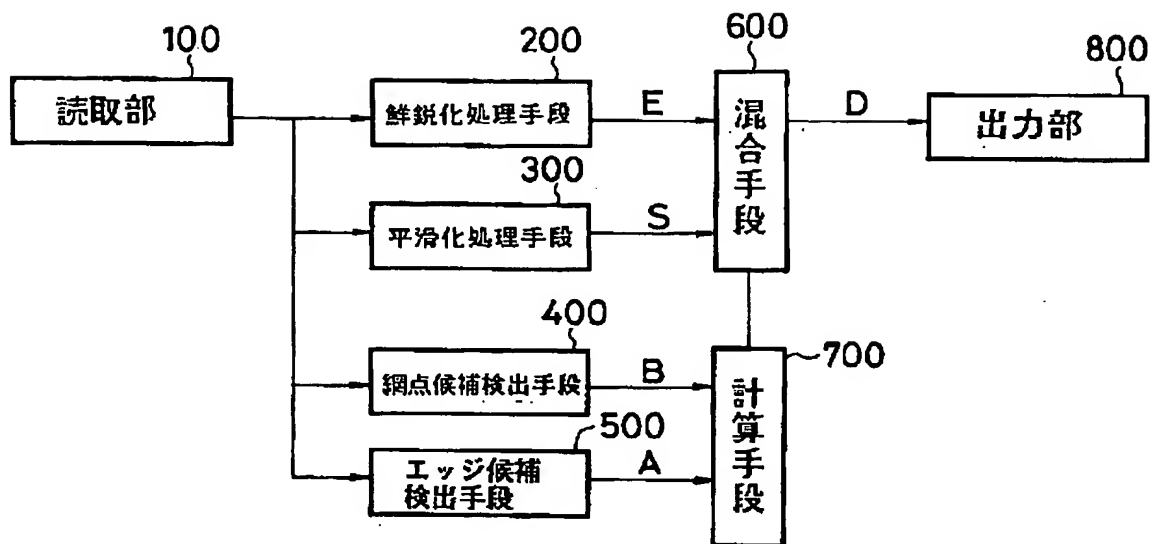 100
読取部
200
鮮鋭化処理手段
E
300
平滑化処理手段
S
400
網点候補検出手段
B
500
エッジ候補
検出手段
A
600
混合手段
D
700
計算手段
800
出力部